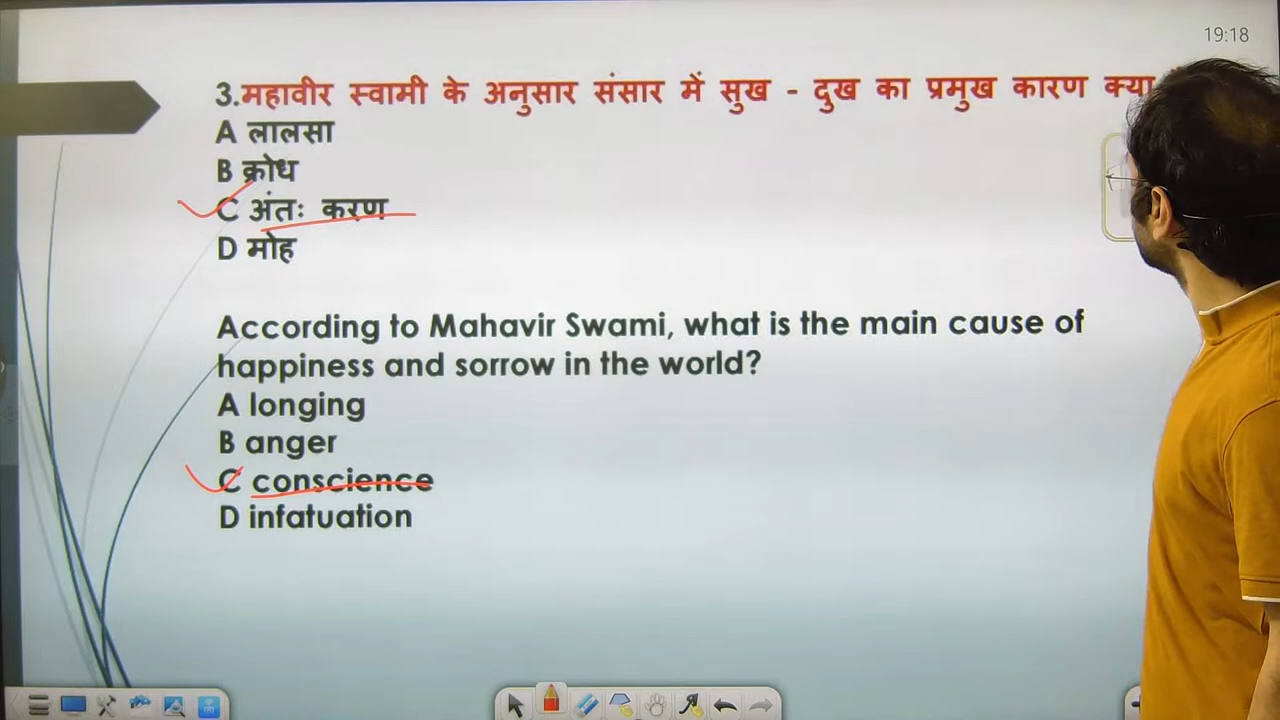 19:18
3.महावीर स्वामी के अनुसार संसार में सुख - दुख का प्रमुख कारण क्या
A लालसा
B क्रोध
C अंतः करण
D मोह
According to Mahavir Swami, what is the main cause of
happiness and sorrow in the world?
A longing
B anger
C conscience
D infatuation